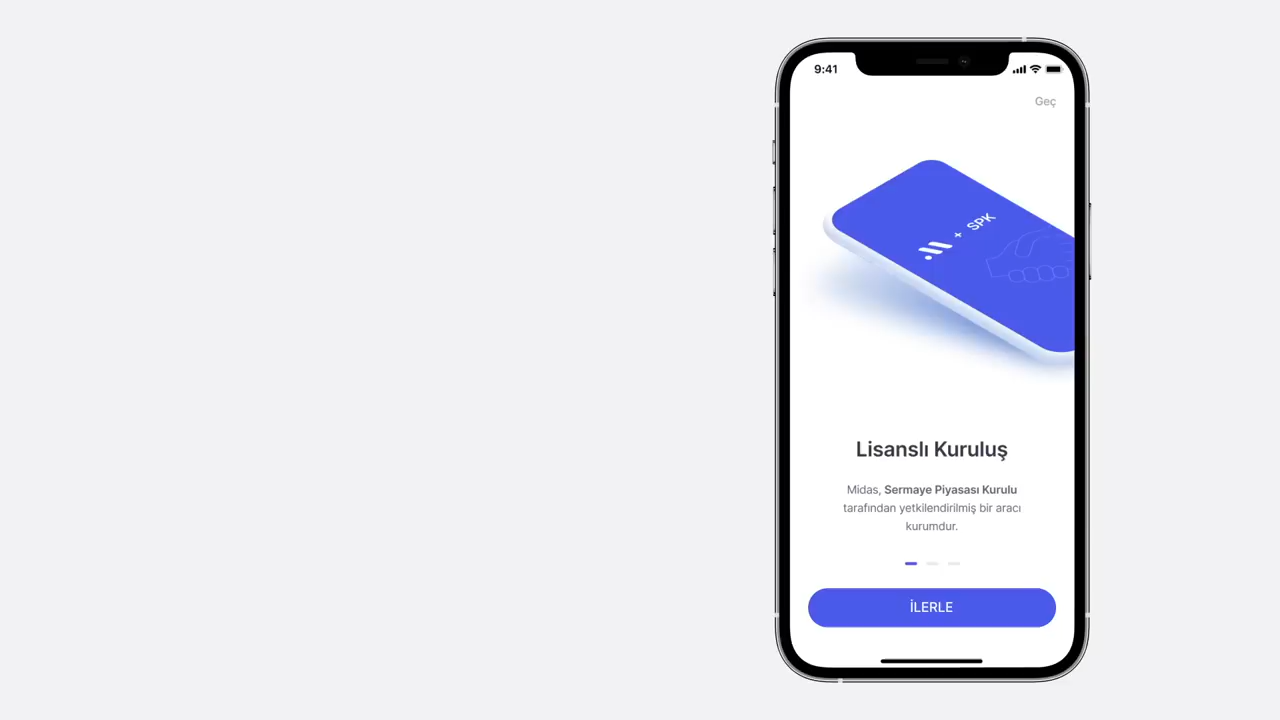 9:41
Geç
+ SPK
Lisanslı Kuruluş
Midas, Sermaye Piyasası Kurulu
tarafından yetkilendirilmiş bir aracı
kurumdur.
İLERLE